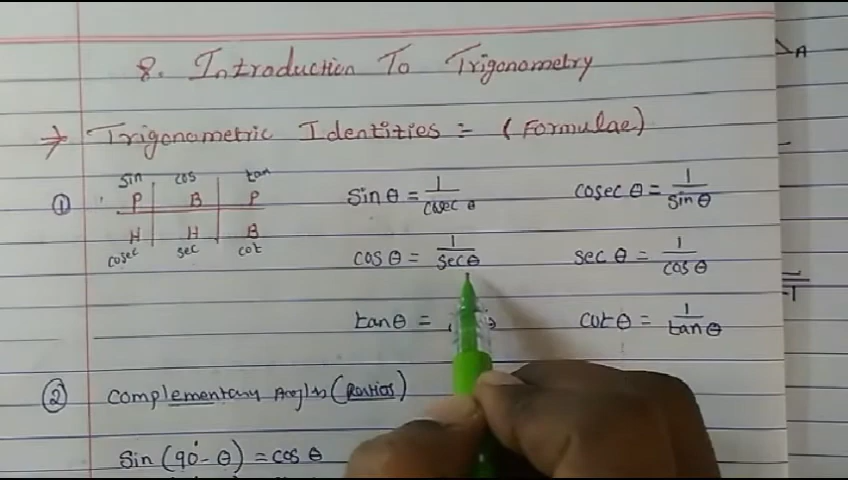 8. Introduction To Trigonometry
→ Trigonometric Identities :- (Formulae)
sin cos tan
① P B P sin θ = 1/cosec θ cosec θ = 1/sin θ
H H B
cosec sec cot
cos θ = 1/sec θ sec θ = 1/cos θ
tan θ = cot θ = 1/tan θ
② Complementary Angles (Ratios)
sin (90° - θ) = cos θ
A